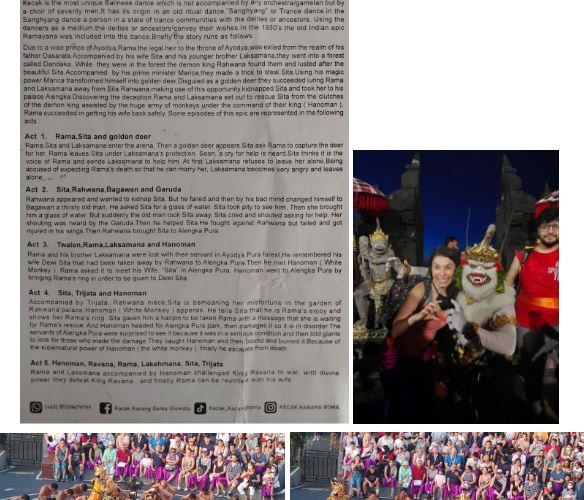 Kecak is the most unique Balinese dance which is not accompanied by any orchestra/gamelan but by
a choir of seventy men.It has its origin in an old ritual dance,"Sanghyang" or Trance dance.In the
Sanghyang dance a person in a state of trance communities with the deities or ancestors. Using the
dancers as a medium,the deities or ancestors convey their wishes.In the 1930's the old Indian epic
Ramayana was included into the dance.Briefly,the story runs as follows
Due to a wise prince of Ayodya,Rama the legal heir to the throne of Ayodya,was exiled from the realm of his
father Dasarata.Accompanied by his wife Sita and his younger brother Laksamana,they went into a forest
called Dendaka. While they were in the forest the demon king Rahwana found them and lusted after the
beautiful Sita.Accompanied by his prime minister Marica,they made a trick to steal Sita.Using his magic
power Marica transformed himself into golden deer.Disguied as a golden deer they succeeded luring Rama
and Leksamana away from Sita Rahwana,making use of this opportunity,kidnapped Sita and took her to his
palace Alengka.Discovering the deception,Rama and Leksamana set out to rescue Sita from the clutches
of the demon king assisted by the huge army of monkeys under the command of their king ( Hanoman ).
Rama succeeded in getting his wife back safely. Some episodes of this epic are represented in the following
acts :
Act 1. Rama,Sita and golden deer
Rama,Sita and Leksamana enter the arena. Then a golden deer appears.Sita ask Rama to capture the deer
for her. Rama leaves Sita under Laksamana's protection. Soon, a cry for help is heard.Sita thinks it is the
voice of Rama and sends Laksamana to help him. At first Laksamana refuses to leave her.Being
accused of expecting Rama's death so that he can marry her, Laksamana becomes very angry and leaves
alone.
Act 2. Sita,Rahwana,Bagawan and Garuda
Rahwana appeared and wanted to kidnap Sita. But he failed and then by his bad mind changed himself to
Bagawan a thirsty old man. He asked Sita for a glass of water. Sita took pity to see him. Then she brought
him a glass of water. But suddenly the old man took Sita away. Sita cried and shouted asking for help. Her
shouting was heard by the Garuda.Then he helped Sita.He fought against Rahwana but failed and got
injured in his wings.Then Rahwana brought Sita to Alengka Pura.
Act 3. Twalen,Rama,Laksamana and Hanoman
Rama and his brother Laksamana were lost with their servant in Ayodya Pura forest.He remembered his
wife Dewi Sita that had been taken away by Rahwana to Alengka Pura.Then he met Hanoman ( White
Monkey ). Rama asked it to meet his Wife, "Sita" in Alengka Pura .Hanoman went to Alengka Pura by
bringing Rama's ring in order to be given to Dewi Sita.
Act 4. Sita, Trijata and Hanoman
Accompanied by Trijata, Rahwana niece,Sita is bemoaning her misfortune in the garden of
Rahwana'palace Hanoman ( White Monkey ) apperas. He tells Sita that he is Rama's enjoy and
shows her Rama's ring. Sita gaven him a hairpin to be taken Rama with a message that she is waiting
for Rama's rescue. And Hanoman headed for Alengka Pura park, then damages it so it is in disorder.The
servants of Alengka Pura were surprised to see it because it was in a serious condition and then told giants
to look for those who made the damage.They caught Hanoman and then bound and burned it.Because of
the supranatural power of Hanoman ( the white monkey ), finally he escaped from death.
Act 5. Hanoman, Ravana, Rama, Lakshmana, Sita, Trijata
Rama and Laksmana accompanied by Hanoman challenged King Ravana to war, with divine
power they defeat King Ravana. and finally Rama can be reunited with his wife
(+62) 87729679799 Kecak Karang Boma Uluwatu Kecak_Karangboma KECAK KARANG BOMA